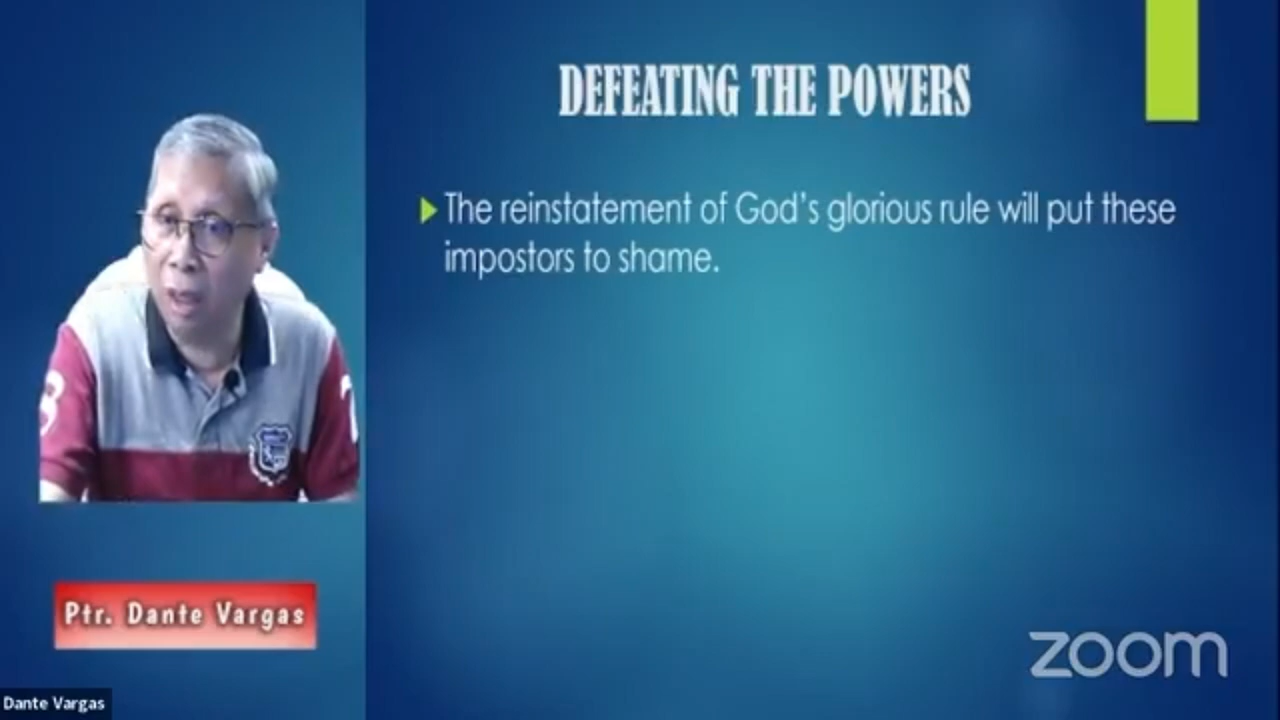 DEFEATING THE POWERS
The reinstatement of God's glorious rule will put these
impostors to shame.
Ptr. Dante Vargas
zoom
Dante Vargas